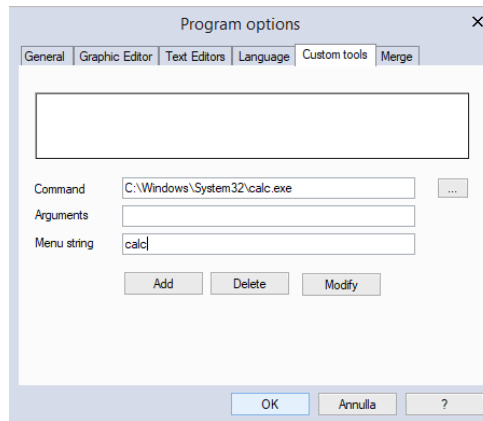 Program options ×
General Graphic Editor Text Editors Language Custom tools Merge
Command C:\Windows\System32\calc.exe ...
Arguments
Menu string calc
Add Delete Modify
OK Annulla ?